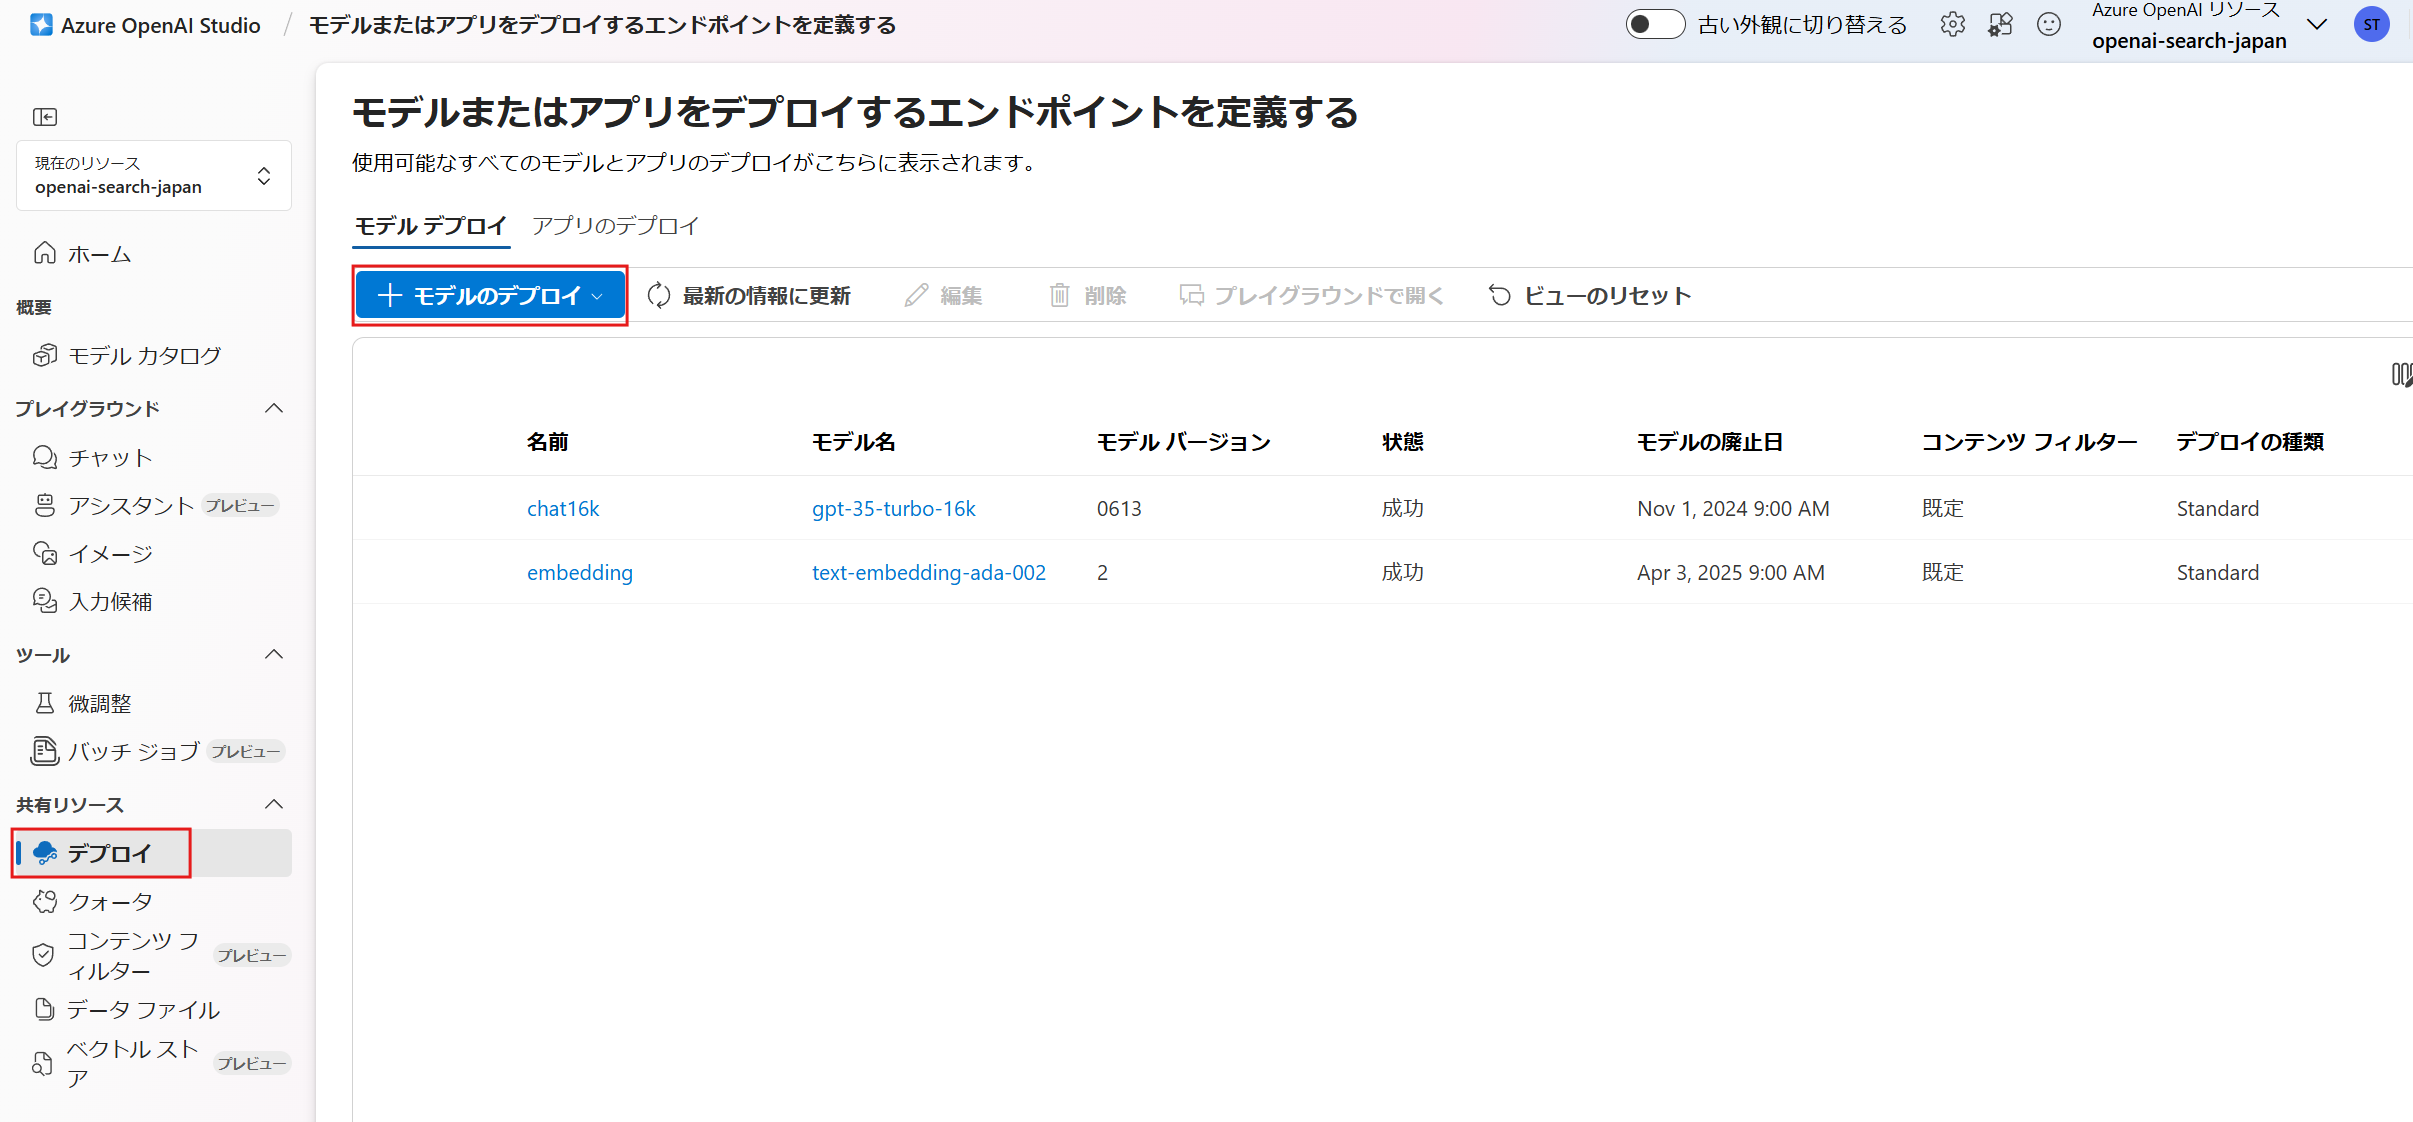 Azure OpenAI Studio / モデルまたはアプリをデプロイするエンドポイントを定義する
古い外観に切り替える
Azure OpenAI リソース
openai-search-japan
ST
現在のリソース
openai-search-japan
ホーム
概要
モデル カタログ
プレイグラウンド
チャット
アシスタント プレビュー
イメージ
入力候補
ツール
微調整
バッチ ジョブ プレビュー
共有リソース
デプロイ
クォータ
コンテンツ フ
ィルター プレビュー
データ ファイル
ベクトル スト
ア プレビュー
モデルまたはアプリをデプロイするエンドポイントを定義する
使用可能なすべてのモデルとアプリのデプロイがこちらに表示されます。
モデル デプロイ アプリのデプロイ
モデルのデプロイ 最新の情報に更新 編集 削除 プレイグラウンドで開く ビューのリセット
名前 モデル名 モデル バージョン 状態 モデルの廃止日 コンテンツ フィルター デプロイの種類
chat16k gpt-35-turbo-16k 0613 成功 Nov 1, 2024 9:00 AM 既定 Standard
embedding text-embedding-ada-002 2 成功 Apr 3, 2025 9:00 AM 既定 Standard